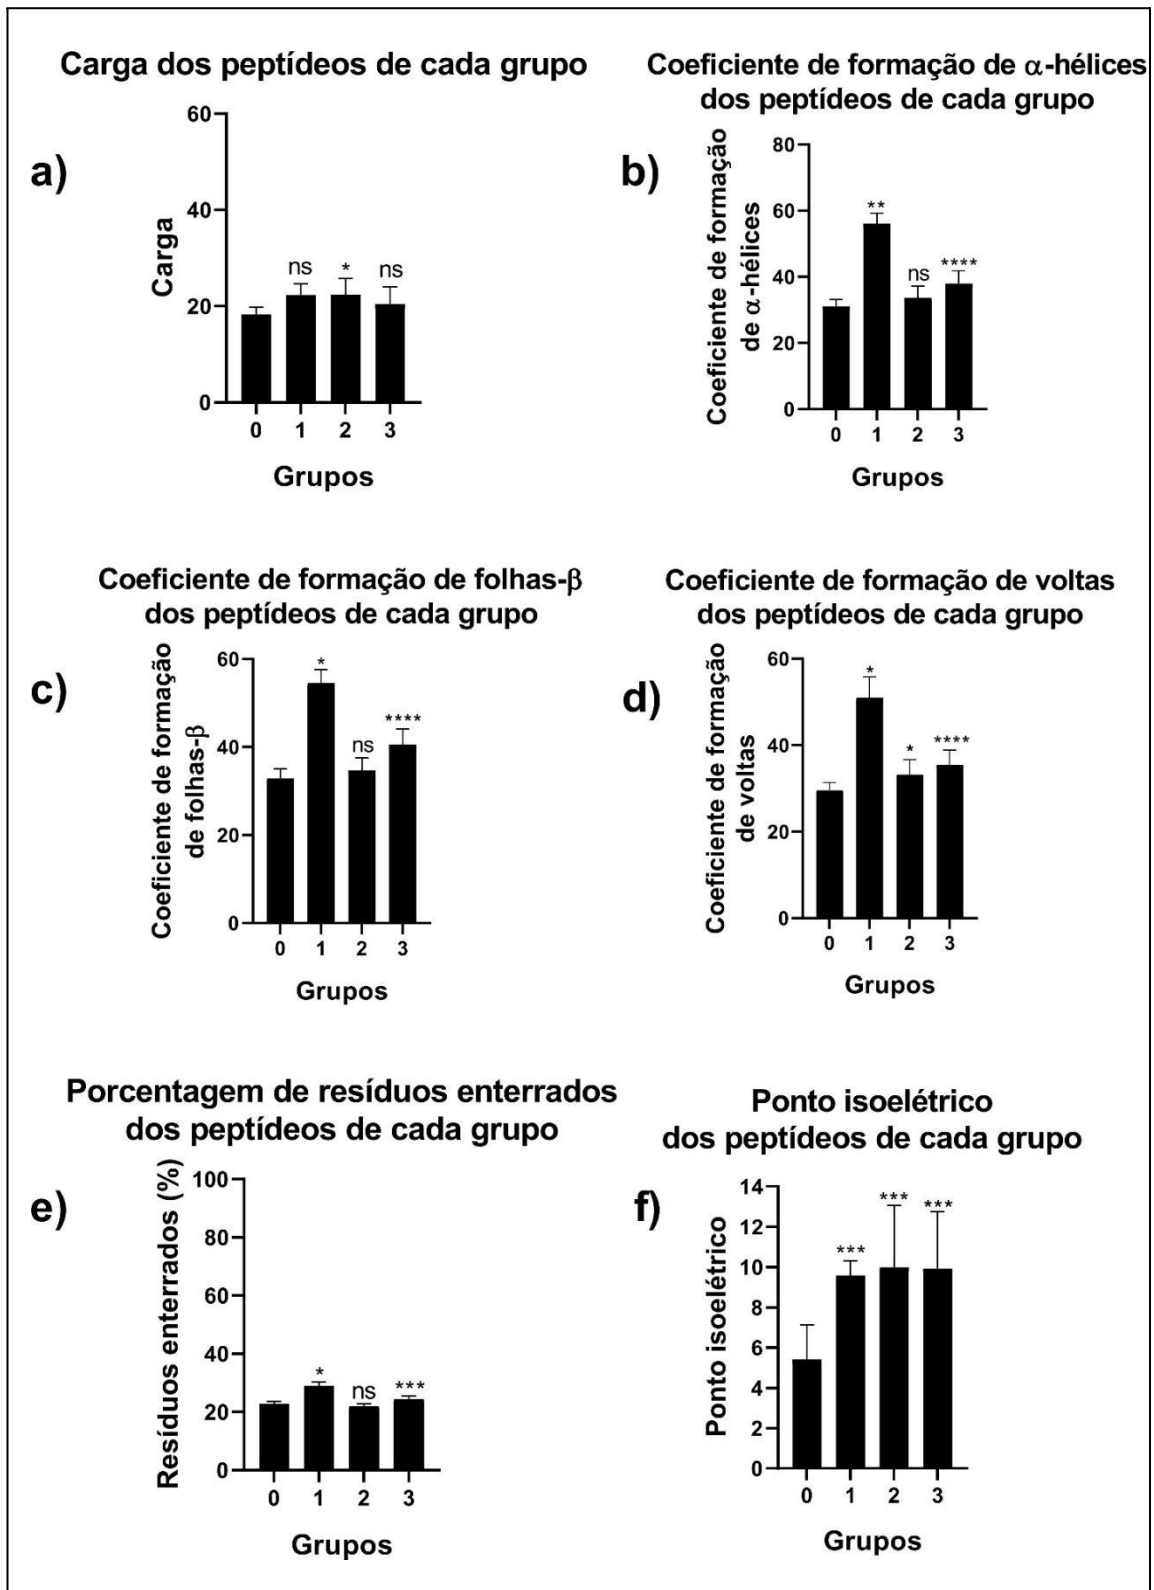 Carga dos peptídeos de cada grupo
a)
Carga
60
40
20
0
ns
*
ns
0 1 2 3
Grupos
Coeficiente de formação de α-hélices
dos peptídeos de cada grupo
b)
Coeficiente de formação
de α-hélices
80
60
40
20
0
**
ns
****
0 1 2 3
Grupos
Coeficiente de formação de folhas-β
dos peptídeos de cada grupo
c)
Coeficiente de formação
de folhas-β
60
40
20
0
*
ns
****
0 1 2 3
Grupos
Coeficiente de formação de voltas
dos peptídeos de cada grupo
d)
Coeficiente de formação
de voltas
60
40
20
0
*
*
****
0 1 2 3
Grupos
Porcentagem de resíduos enterrados
dos peptídeos de cada grupo
e)
Resíduos enterrados (%)
100
80
60
40
20
0
*
ns
***
0 1 2 3
Grupos
Ponto isoelétrico
dos peptídeos de cada grupo
f)
Ponto isoelétrico
14
12
10
8
6
4
2
0
***
***
***
0 1 2 3
Grupos